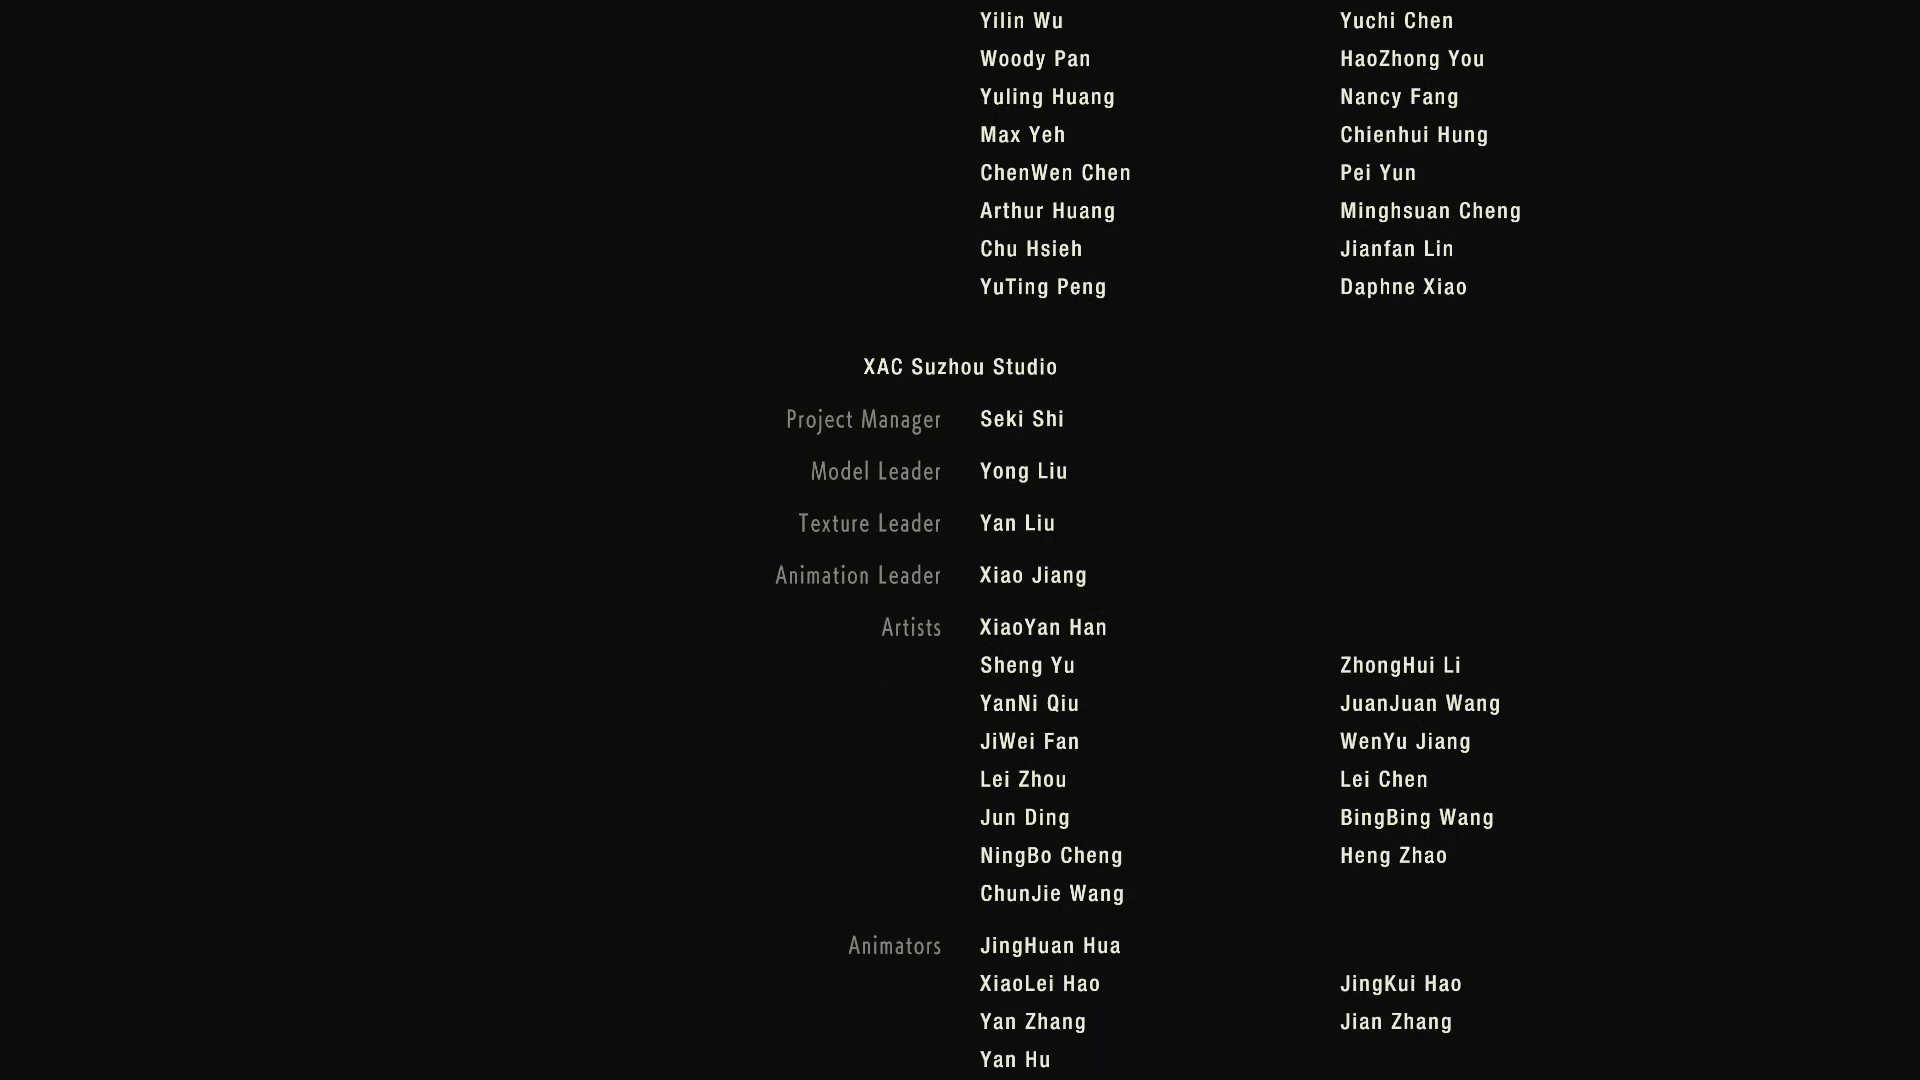 Yilin Wu Yuchi Chen
Woody Pan HaoZhong You
Yuling Huang Nancy Fang
Max Yeh Chienhui Hung
ChenWen Chen Pei Yun
Arthur Huang Minghsuan Cheng
Chu Hsieh Jianfan Lin
YuTing Peng Daphne Xiao
XAC Suzhou Studio
Project Manager Seki Shi
Model Leader Yong Liu
Texture Leader Yan Liu
Animation Leader Xiao Jiang
Artists XiaoYan Han
Sheng Yu ZhongHui Li
YanNi Qiu JuanJuan Wang
JiWei Fan WenYu Jiang
Lei Zhou Lei Chen
Jun Ding BingBing Wang
NingBo Cheng Heng Zhao
ChunJie Wang
Animators JingHuan Hua
XiaoLei Hao JingKui Hao
Yan Zhang Jian Zhang
Yan Hu